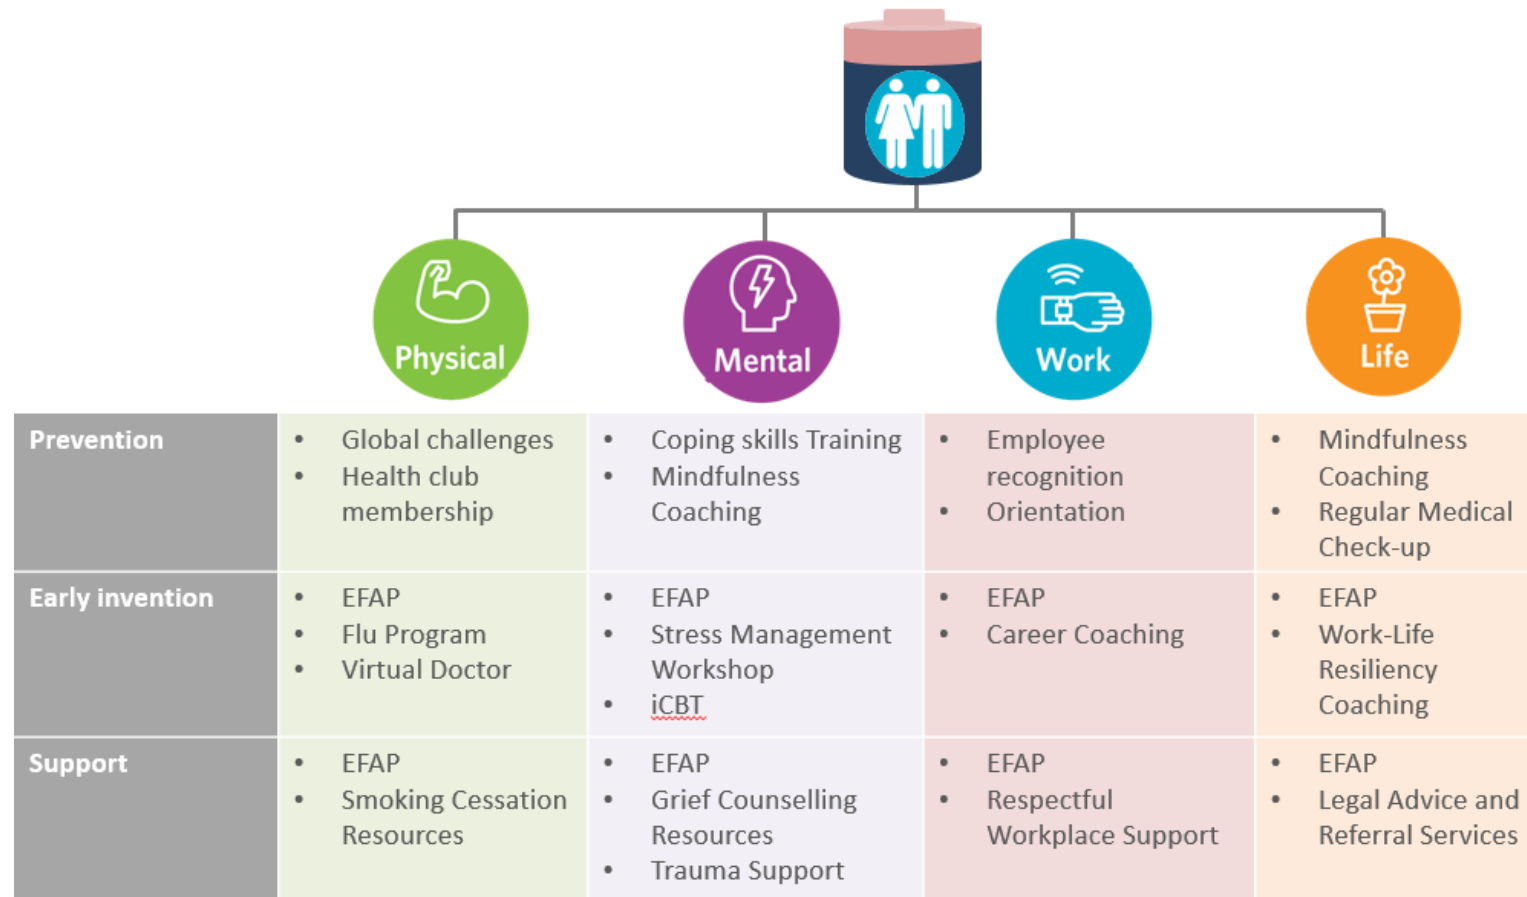 Physical
Mental
Work
Life
Prevention
• Global challenges
• Health club
membership
• Coping skills Training
• Mindfulness
Coaching
• Employee
recognition
• Orientation
• Mindfulness
Coaching
• Regular Medical
Check-up
Early invention
• EFAP
• Flu Program
• Virtual Doctor
• EFAP
• Stress Management
Workshop
• iCBT
• EFAP
• Career Coaching
• EFAP
• Work-Life
Resiliency
Coaching
Support
• EFAP
• Smoking Cessation
Resources
• EFAP
• Grief Counselling
Resources
• Trauma Support
• EFAP
• Respectful
Workplace Support
• EFAP
• Legal Advice and
Referral Services